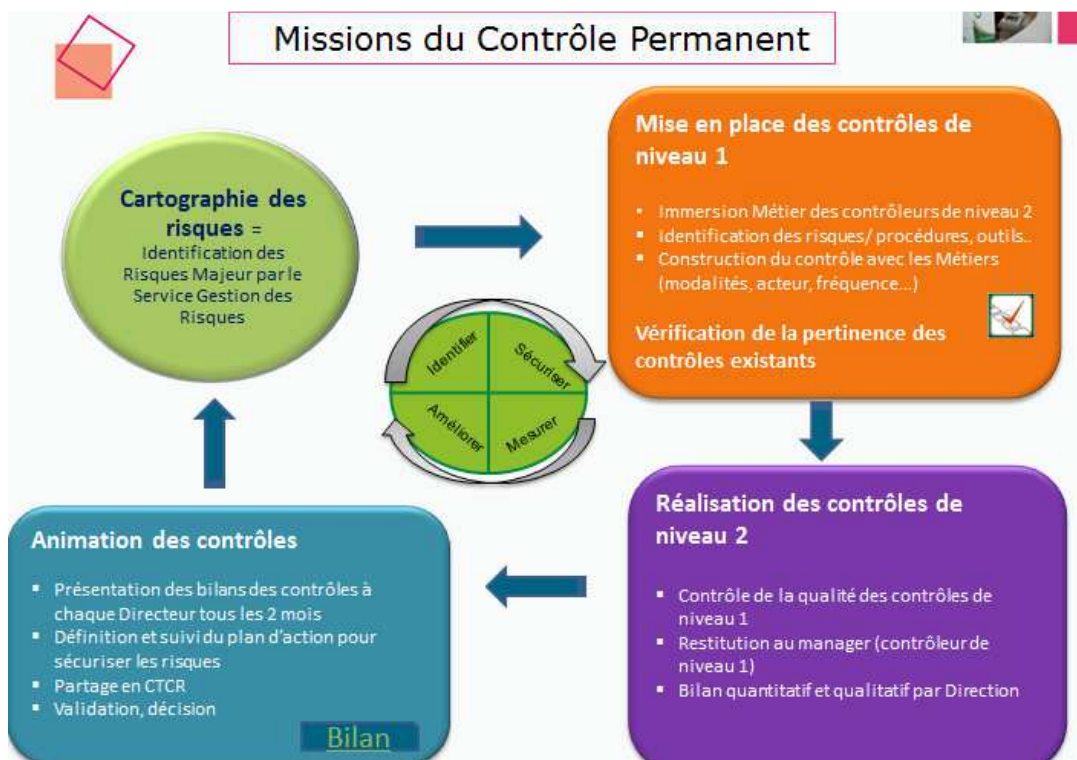 Missions du Contrôle Permanent
Cartographie des
risques =
Identification des
Risques Majeur par le
Service Gestion des
Risques
Mise en place des contrôles de
niveau 1
• Immersion Métier des contrôleurs de niveau 2
▪ Identification des risques/ procédures, outils..
▪ Construction du contrôle avec les Métiers
(modalités, acteur, fréquence...)
Vérification de la pertinence des
contrôles existants
Identifier
Sécuriser
Améliorer
Mesurer
Animation des contrôles
▪ Présentation des bilans des contrôles à
chaque Directeur tous les 2 mois
▪ Définition et suivi du plan d'action pour
sécuriser les risques
▪ Partage en CTCR
▪ Validation, décision
Bilan
Réalisation des contrôles de
niveau 2
▪ Contrôle de la qualité des contrôles de
niveau 1
▪ Restitution au manager (contrôleur de
niveau 1)
▪ Bilan quantitatif et qualitatif par Direction